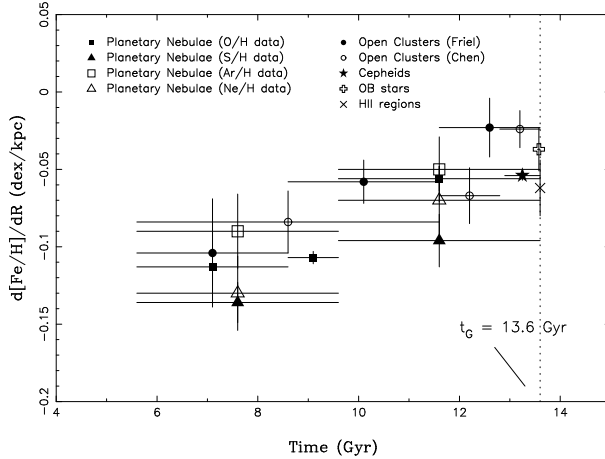 0.05
0
−0.05
−0.1
−0.15
−0.2
d[Fe/H]/dR (dex/kpc)
Planetary Nebulae (O/H data)
Planetary Nebulae (S/H data)
Planetary Nebulae (Ar/H data)
Planetary Nebulae (Ne/H data)
Open Clusters (Friel)
Open Clusters (Chen)
Cepheids
OB stars
HII regions
t_G = 13.6 Gyr
4 6 8 10 12 14
Time (Gyr)